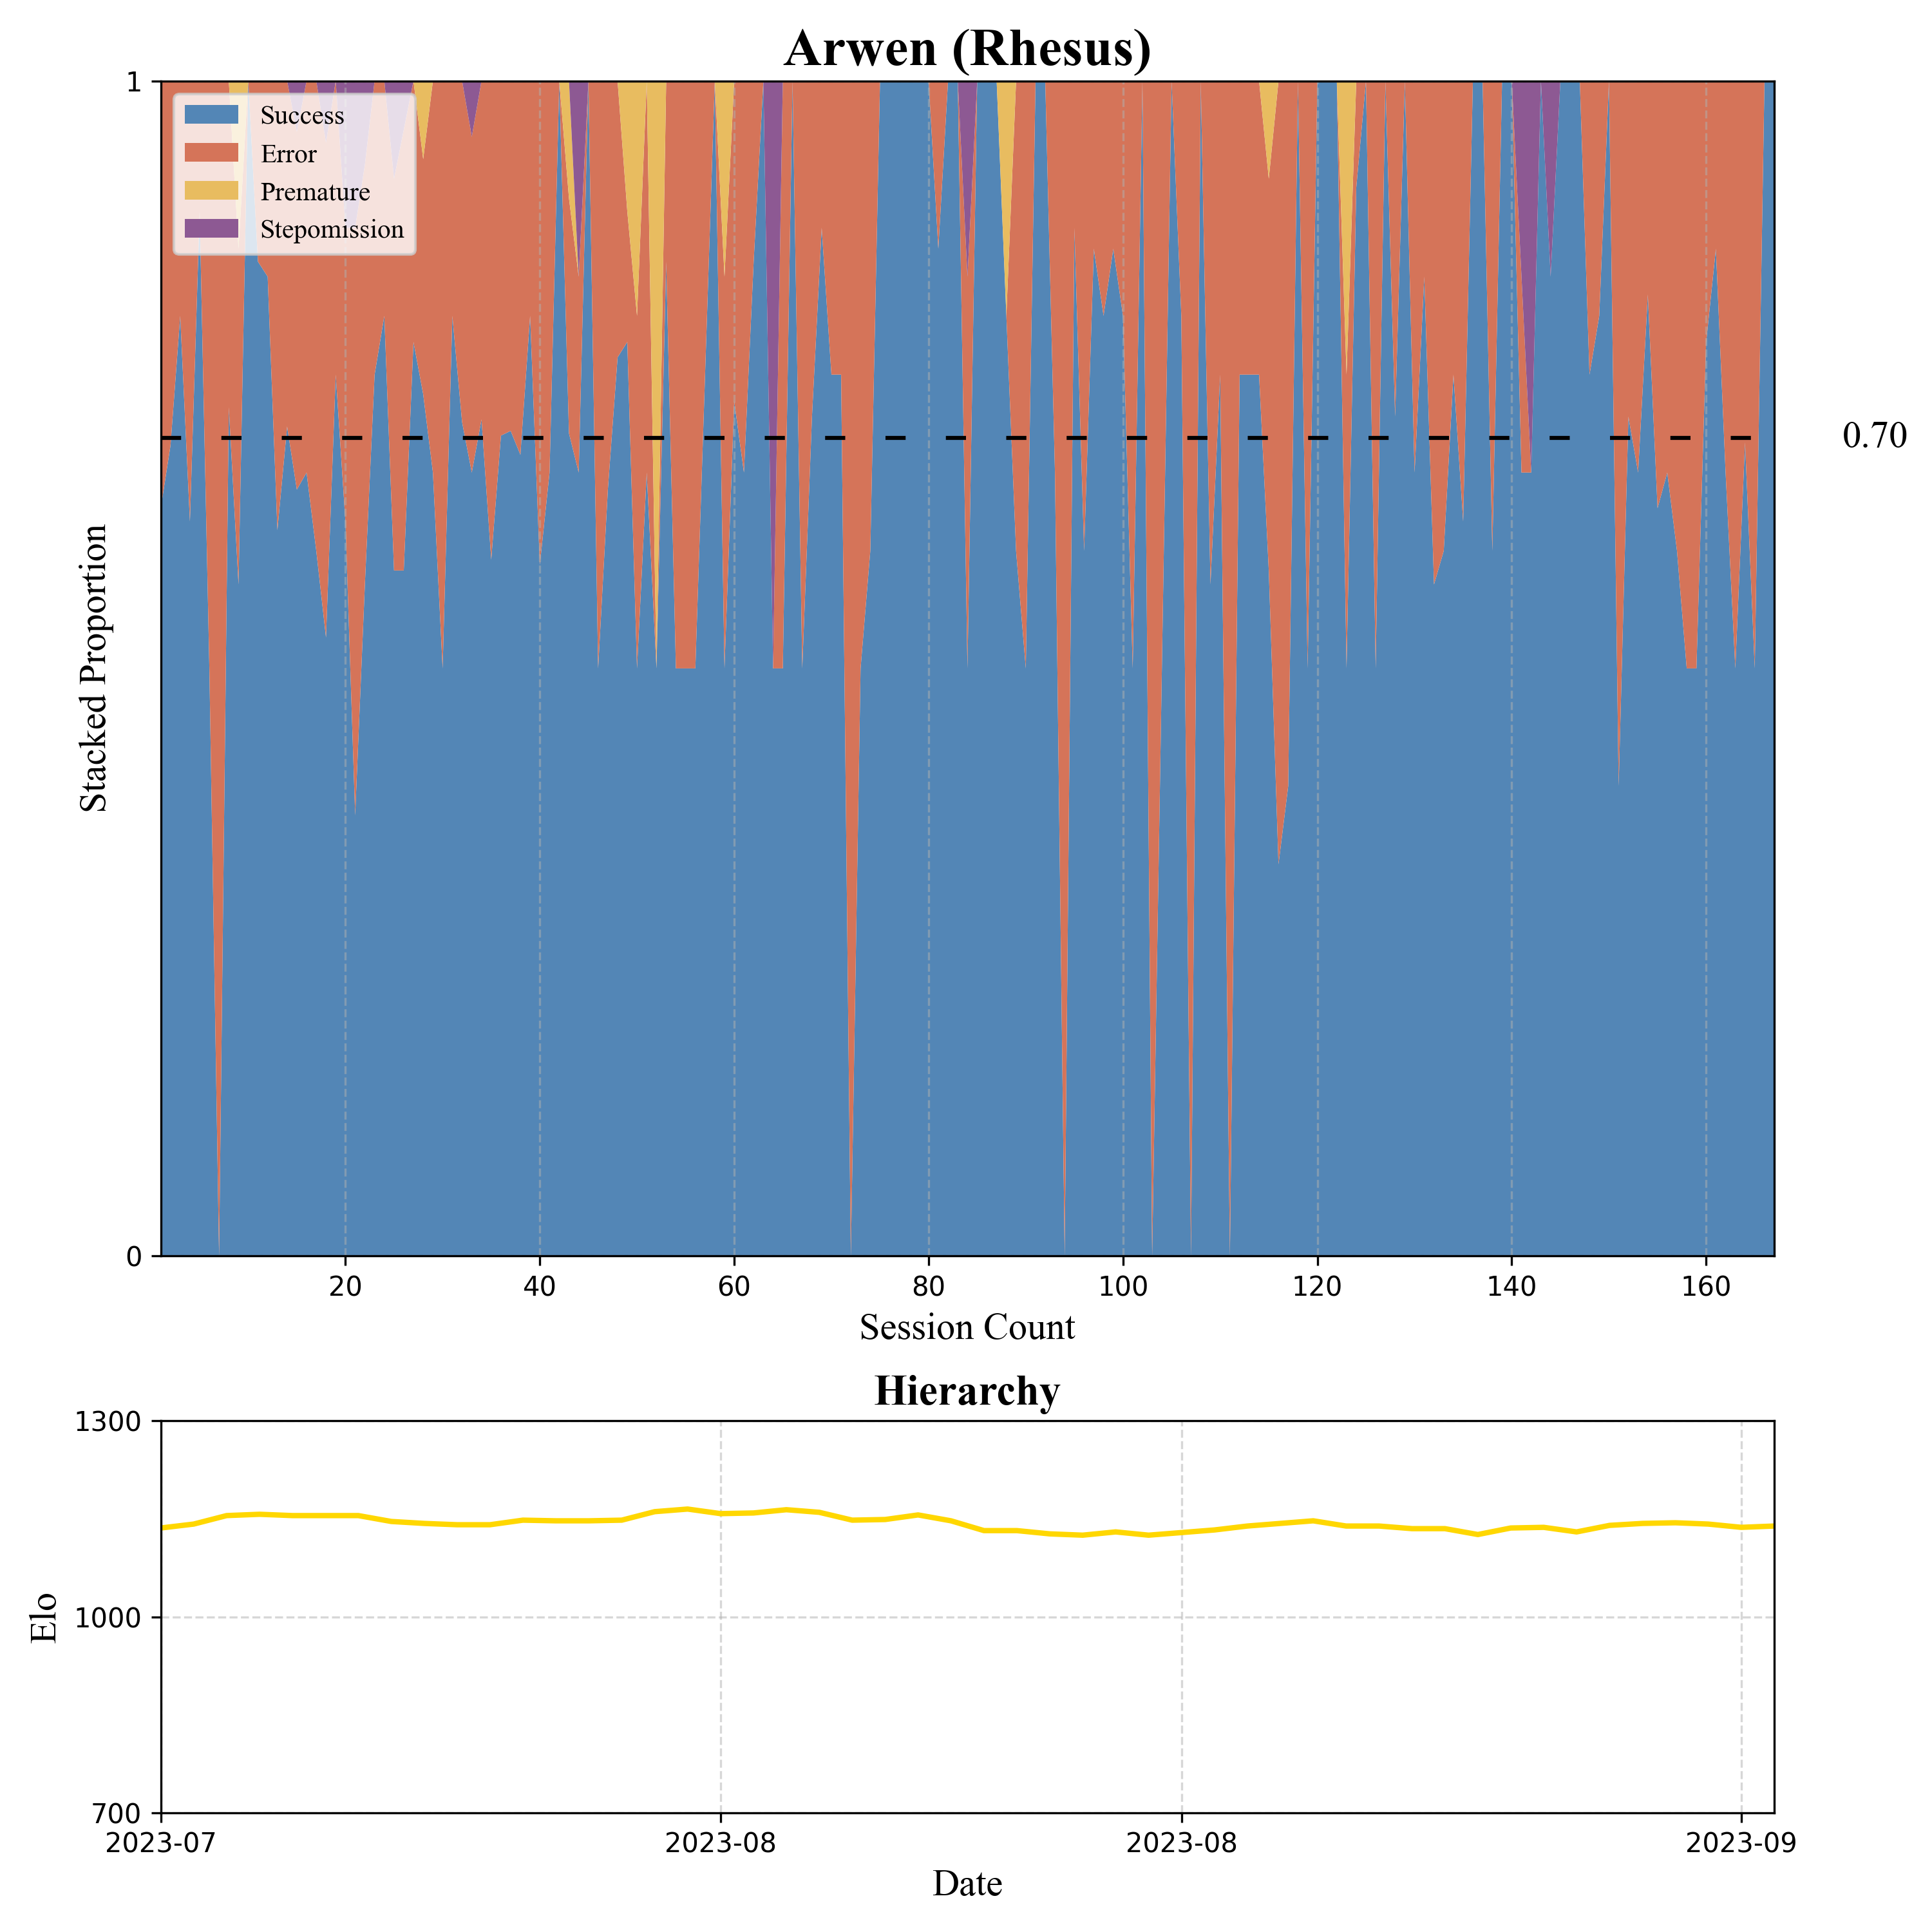 Arwen (Rhesus)
1
Success
Error
Premature
Stepomission
0.70
Stacked Proportion
0
20 40 60 80 100 120 140 160
Session Count
Hierarchy
1300
1000
700
Elo
2023-07 2023-08 2023-08 2023-09
Date